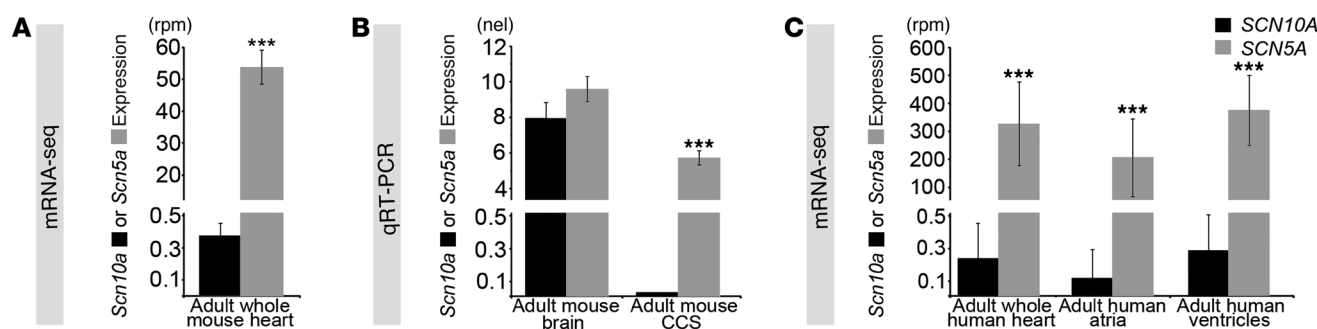 A
mRNA-seq
Scn10a or Scn5a Expression
(rpm)
60
50
40
30
20
0.5
0.3
0.1
***
Adult whole
mouse heart
B
qRT-PCR
Scn10a or Scn5a Expression
(nel)
12
10
8
6
4
0.5
0.3
0.1
***
Adult mouse
brain
Adult mouse
CCS
C
mRNA-seq
Scn10a or Scn5a Expression
(rpm)
600
500
400
300
200
100
0.5
0.3
0.1
***
***
***
SCN10A
SCN5A
Adult whole
human heart
Adult human
atria
Adult human
ventricles